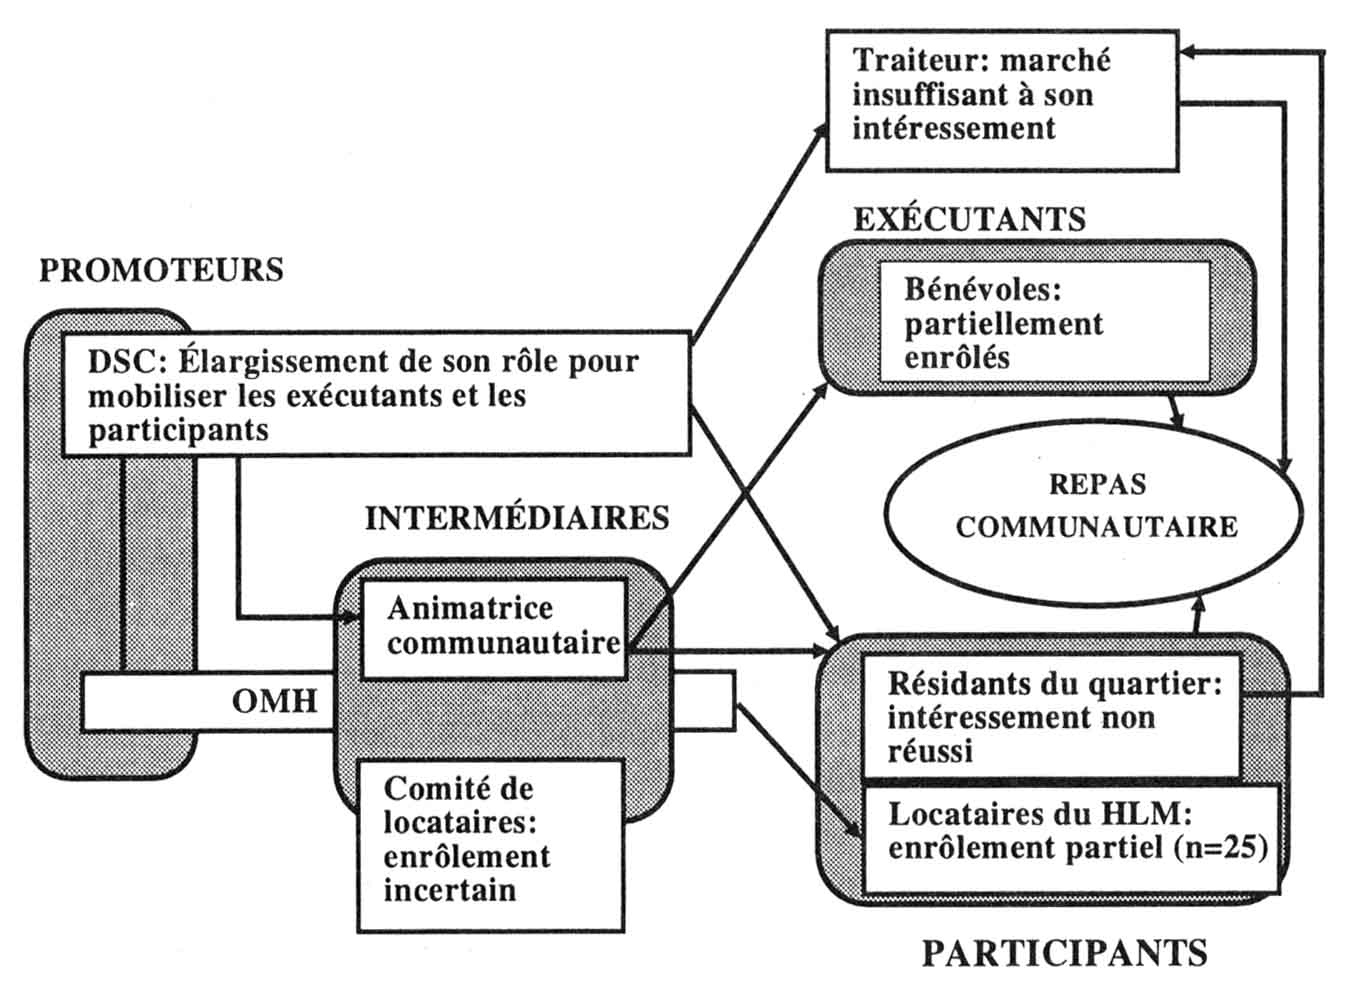 Traiteur: marché
insuffisant à son
intéressement
EXÉCUTANTS
Bénévoles:
partiellement
enrôlés
PROMOTEURS
DSC: Élargissement de son rôle pour
mobiliser les exécutants et les
participants
REPAS
COMMUNAUTAIRE
INTERMÉDIAIRES
Animatrice
communautaire
OMH
Comité de
locataires:
enrôlement
incertain
Résidants du quartier:
intéressement non
réussi
Locataires du HLM:
enrôlement partiel (n=25)
PARTICIPANTS